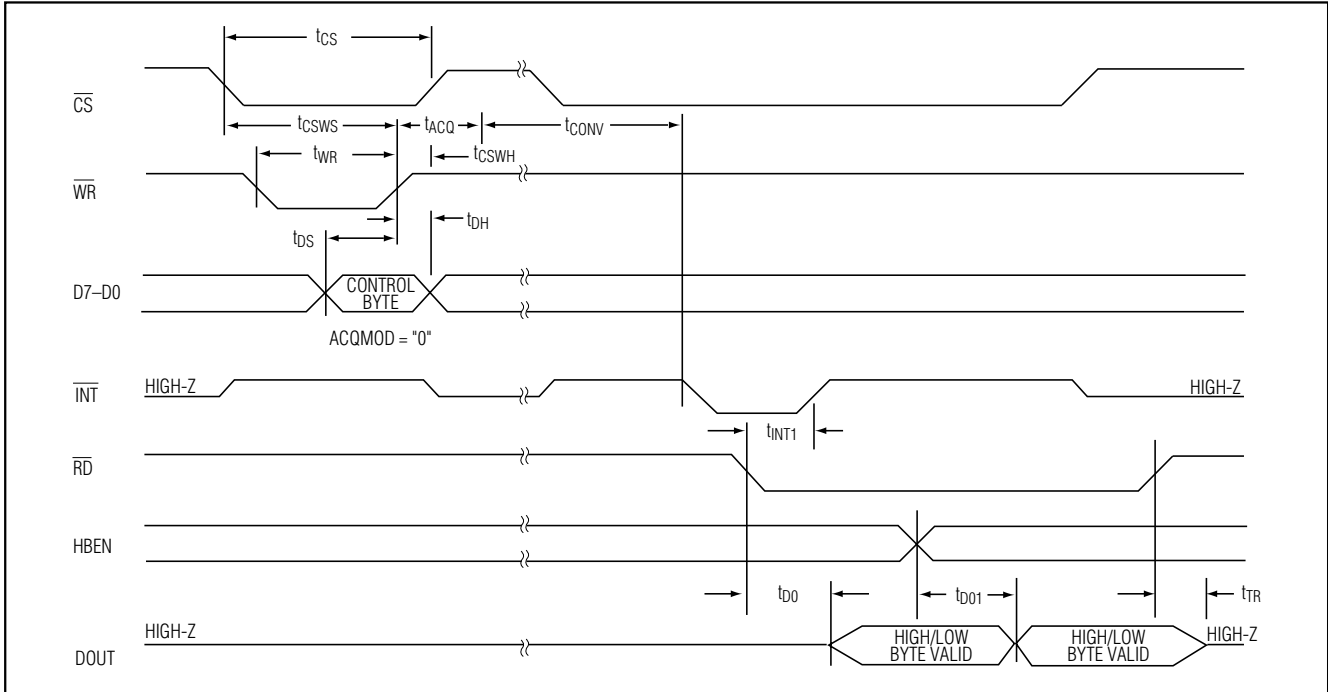 tCS
CS
tCSWS
tACQ
tCONV
tWR
tCSWH
WR
tDH
tDS
D7–D0
CONTROL
BYTE
ACQMOD = "0"
INT
HIGH-Z
HIGH-Z
tINT1
RD
HBEN
tD0
tD01
tTR
HIGH-Z
HIGH/LOW
BYTE VALID
HIGH/LOW
BYTE VALID
HIGH-Z
DOUT